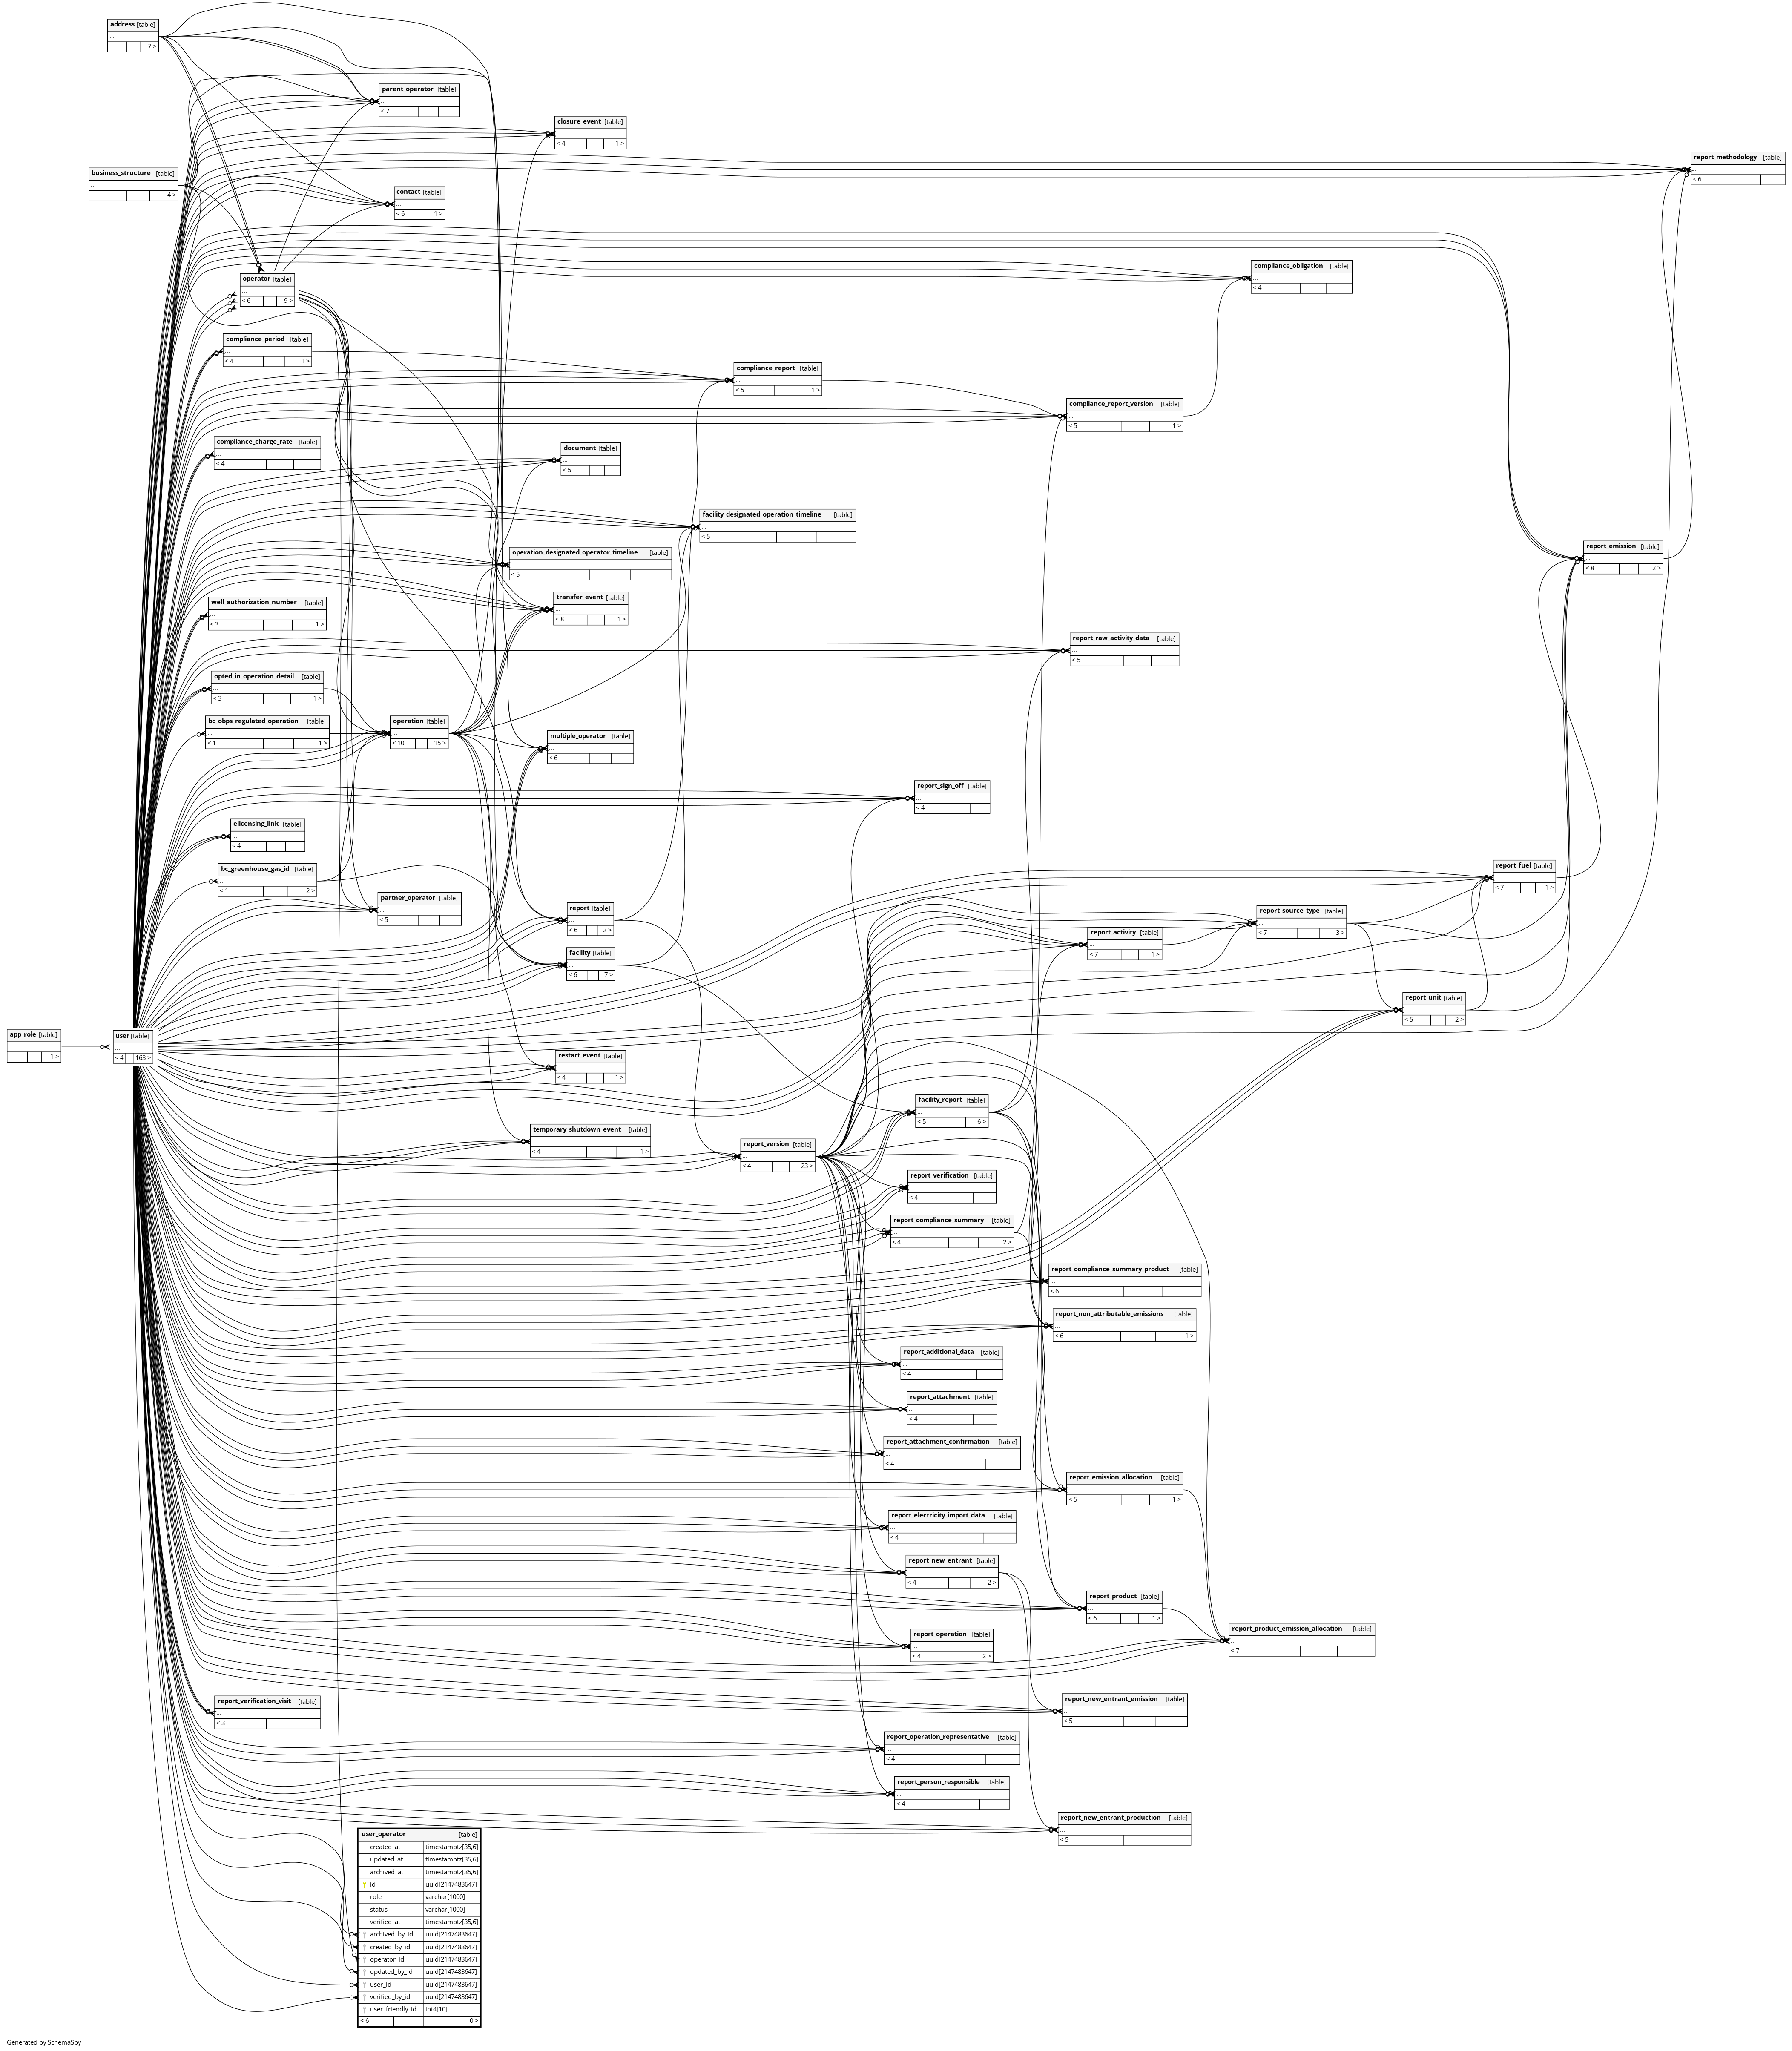 address [table]
...
7 >
parent_operator [table]
...
< 7
closure_event [table]
...
< 4 1 >
report_methodology [table]
...
< 6
business_structure [table]
...
4 >
contact [table]
...
< 6 1 >
compliance_obligation [table]
...
< 4
operator [table]
...
< 6 9 >
compliance_period [table]
...
< 4 1 >
compliance_report [table]
...
< 5 1 >
compliance_report_version [table]
...
< 5 1 >
compliance_charge_rate [table]
...
< 4
document [table]
...
< 5
facility_designated_operation_timeline [table]
...
< 5
operation_designated_operator_timeline [table]
...
< 5
report_emission [table]
...
< 8 2 >
transfer_event [table]
...
< 8 1 >
well_authorization_number [table]
...
< 3 1 >
report_raw_activity_data [table]
...
< 5
opted_in_operation_detail [table]
...
< 3 1 >
bc_obps_regulated_operation [table]
...
< 1 1 >
operation [table]
...
< 10 15 >
multiple_operator [table]
...
< 6
report_sign_off [table]
...
< 4
elicensing_link [table]
...
< 4
bc_greenhouse_gas_id [table]
...
< 1 2 >
report_fuel [table]
...
< 7 1 >
partner_operator [table]
...
< 5
report [table]
...
< 6 2 >
report_source_type [table]
...
< 7 3 >
report_activity [table]
...
< 7 1 >
facility [table]
...
< 6 7 >
report_unit [table]
...
< 5 2 >
app_role [table]
...
1 >
user [table]
...
< 4 163 >
restart_event [table]
...
< 4 1 >
facility_report [table]
...
< 5 6 >
temporary_shutdown_event [table]
...
< 4 1 >
report_version [table]
...
< 4 23 >
report_verification [table]
...
< 4
report_compliance_summary [table]
...
< 4 2 >
report_compliance_summary_product [table]
...
< 6
report_non_attributable_emissions [table]
...
< 6 1 >
report_additional_data [table]
...
< 4
report_attachment [table]
...
< 4
report_attachment_confirmation [table]
...
< 4
report_emission_allocation [table]
...
< 5 1 >
report_electricity_import_data [table]
...
< 4
report_new_entrant [table]
...
< 4 2 >
report_product [table]
...
< 6 1 >
report_product_emission_allocation [table]
...
< 7
report_operation [table]
...
< 4 2 >
report_verification_visit [table]
...
< 3
report_new_entrant_emission [table]
...
< 5
report_operation_representative [table]
...
< 4
report_person_responsible [table]
...
< 4
report_new_entrant_production [table]
...
< 5
user_operator [table]
created_at timestamptz[35,6]
updated_at timestamptz[35,6]
archived_at timestamptz[35,6]
id uuid[2147483647]
role varchar[1000]
status varchar[1000]
verified_at timestamptz[35,6]
archived_by_id uuid[2147483647]
created_by_id uuid[2147483647]
operator_id uuid[2147483647]
updated_by_id uuid[2147483647]
user_id uuid[2147483647]
verified_by_id uuid[2147483647]
user_friendly_id int4[10]
< 6 0 >
Generated by SchemaSpy